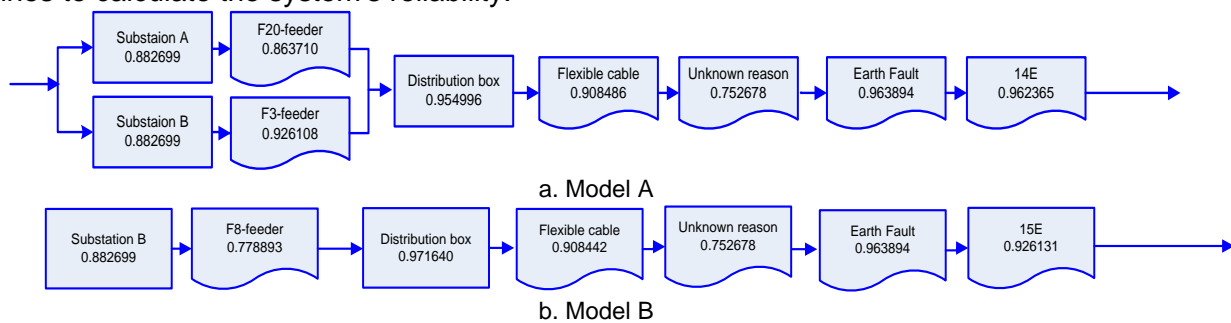 to calculate the system's reliability.
Substaion A
0.882699
F20-feeder
0.863710
Substaion B
0.882699
F3-feeder
0.926108
Distribution box
0.954996
Flexible cable
0.908486
Unknown reason
0.752678
Earth Fault
0.963894
14E
0.962365
a. Model A
Substation B
0.882699
F8-feeder
0.778893
Distribution box
0.971640
Flexible cable
0.908442
Unknown reason
0.752678
Earth Fault
0.963894
15E
0.926131
b. Model B